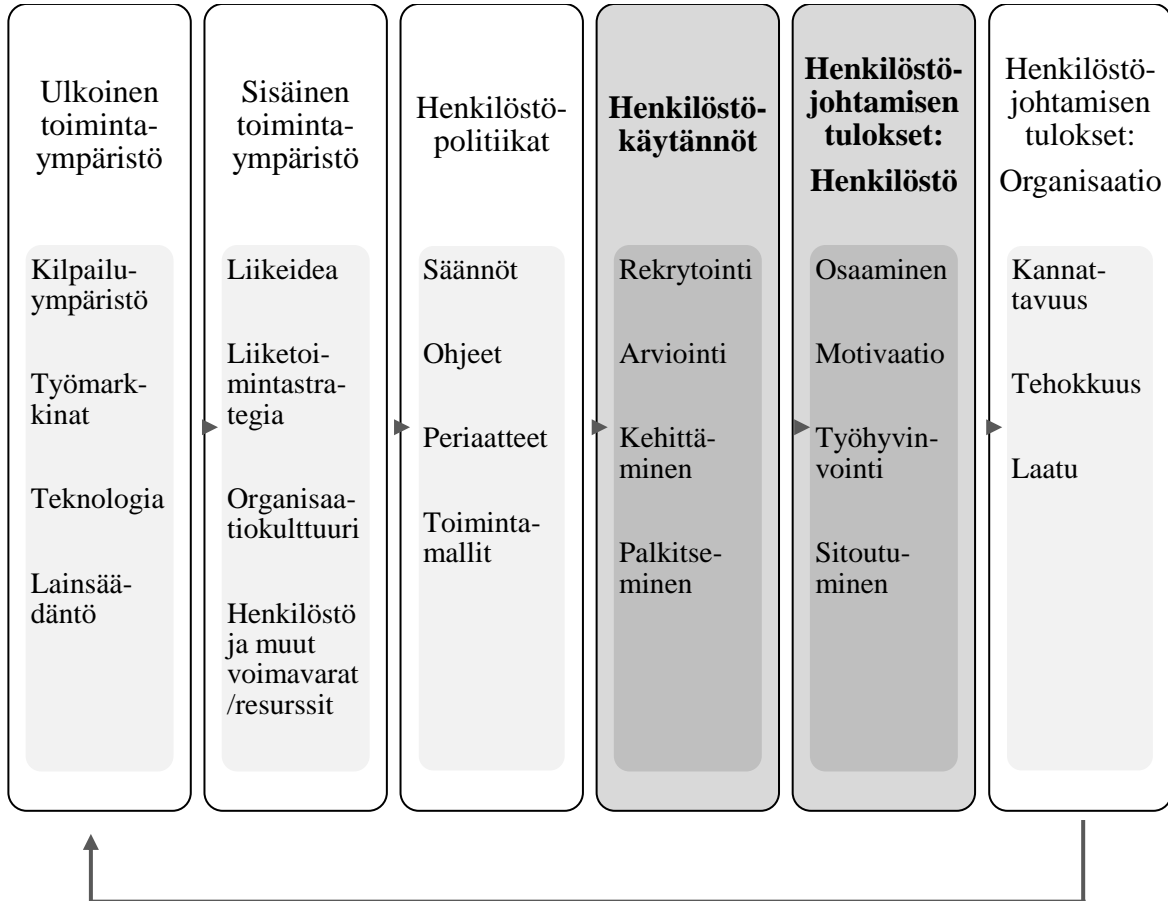 Ulkoinen
toiminta-
ympäristö
Kilpailu-
ympäristö
Työmark-
kinat
Teknologia
Lainsää-
däntö
Sisäinen
toiminta-
ympäristö
Liikeidea
Liiketoi-
mintastra-
tegia
Organisaa-
tiokulttuuri
Henkilöstö
ja muut
voimavarat
/resurssit
Henkilöstö-
politiikat
Säännöt
Ohjeet
Periaatteet
Toiminta-
mallit
Henkilöstö-
käytännöt
Rekrytointi
Arviointi
Kehittä-
minen
Palkitse-
minen
Henkilöstö-
johtamisen
tulokset:
Henkilöstö
Osaaminen
Motivaatio
Työhyvin-
vointi
Sitoutu-
minen
Henkilöstö-
johtamisen
tulokset:
Organisaatio
Kannat-
tavuus
Tehokkuus
Laatu